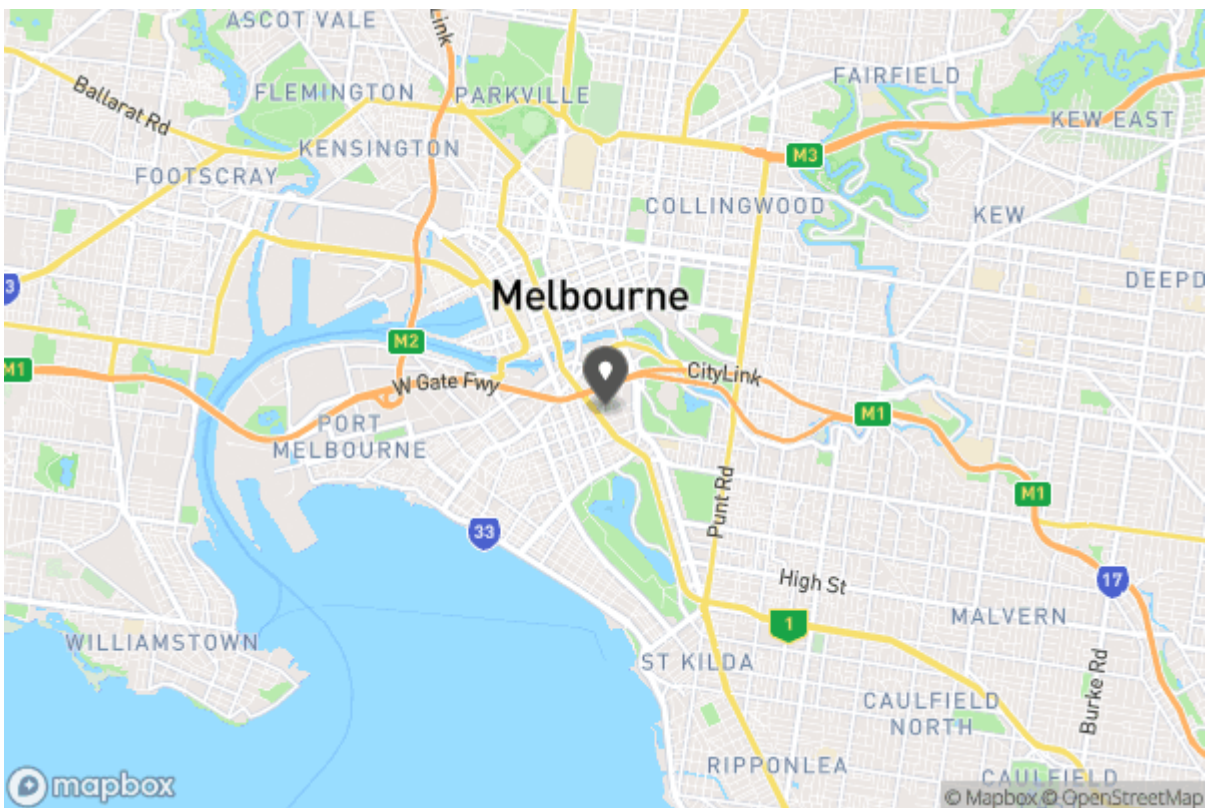 ASCOT VALE
Link
FAIRFIELD
Ballarat Rd
FLEMINGTON
PARKVILLE
KEW EAST
KENSINGTON
M3
FOOTSCRAY
COLLINGWOOD
KEW
DEEPD
3
Melbourne
M2
M1
W Gate Fwy
CityLink
M1
PORT
MELBOURNE
Punt Rd
M1
33
High St
17
MALVERN
1
WILLIAMSTOWN
ST KILDA
Burke Rd
CAULFIELD
NORTH
RIPPONLEA
CAULFIELD
mapbox
© Mapbox © OpenStreetMap